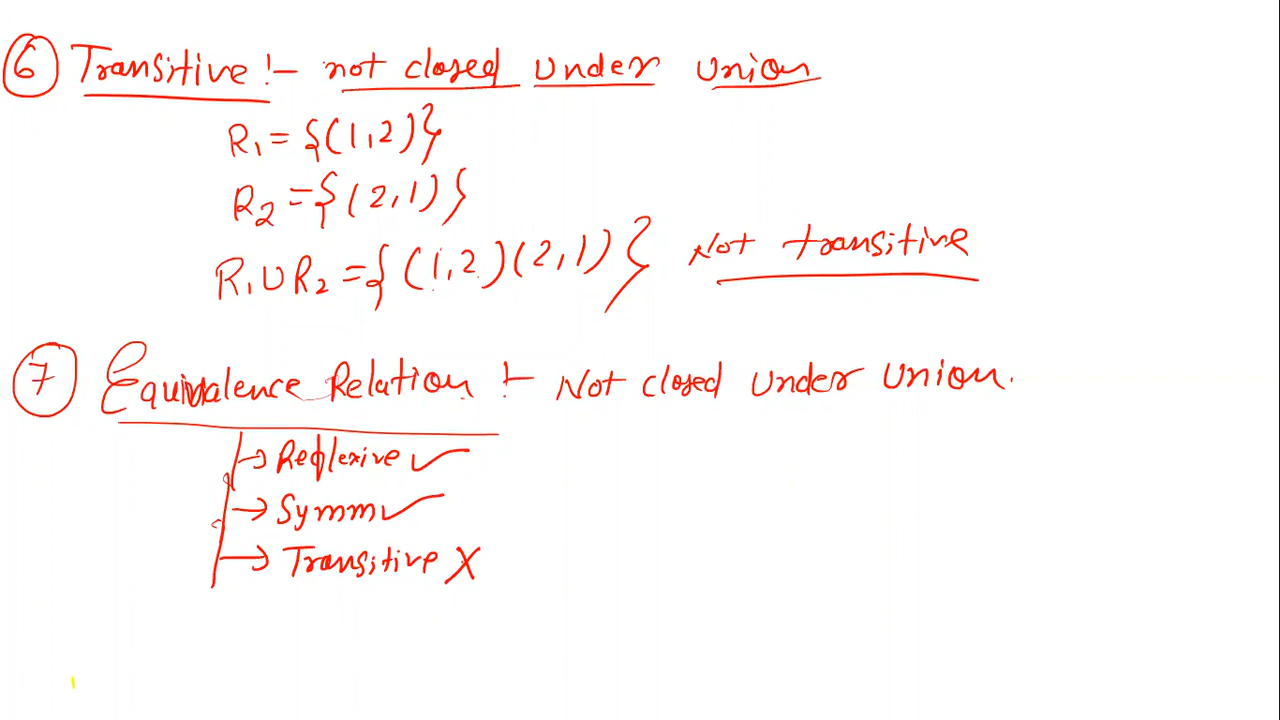 6 Transitive :- not closed under union
R₁ = {(1,2)}
R₂ = {(2,1)}
R₁ ∪ R₂ = {(1,2)(2,1)} Not transitive
7 Equivalence Relation :- Not closed under union.
→ Reflexive ✓
→ Symm ✓
→ Transitive X